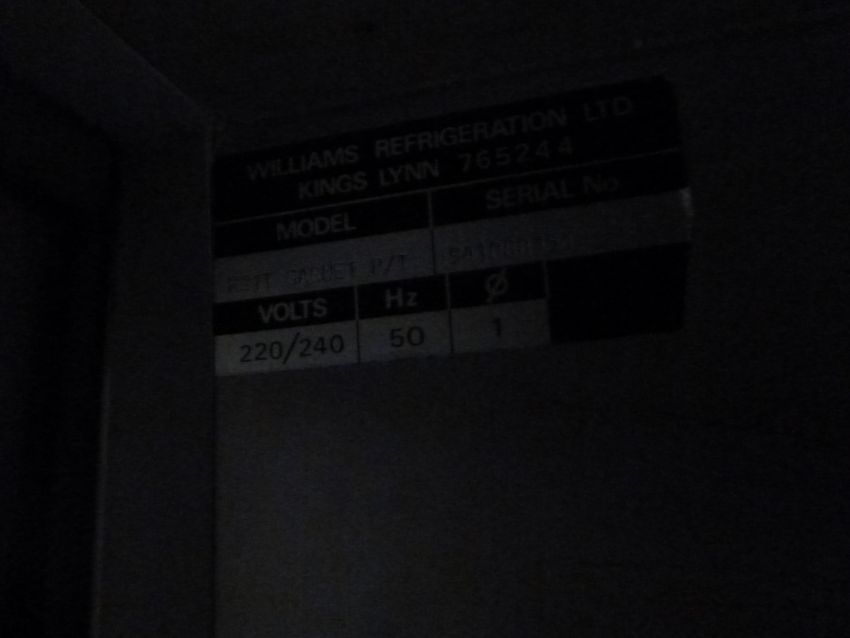 WILLIAMS REFRIGERATION LTD
KINGS LYNN 765244
MODEL SERIAL No
P/T
VOLTS Hz Ø
220/240 50 1